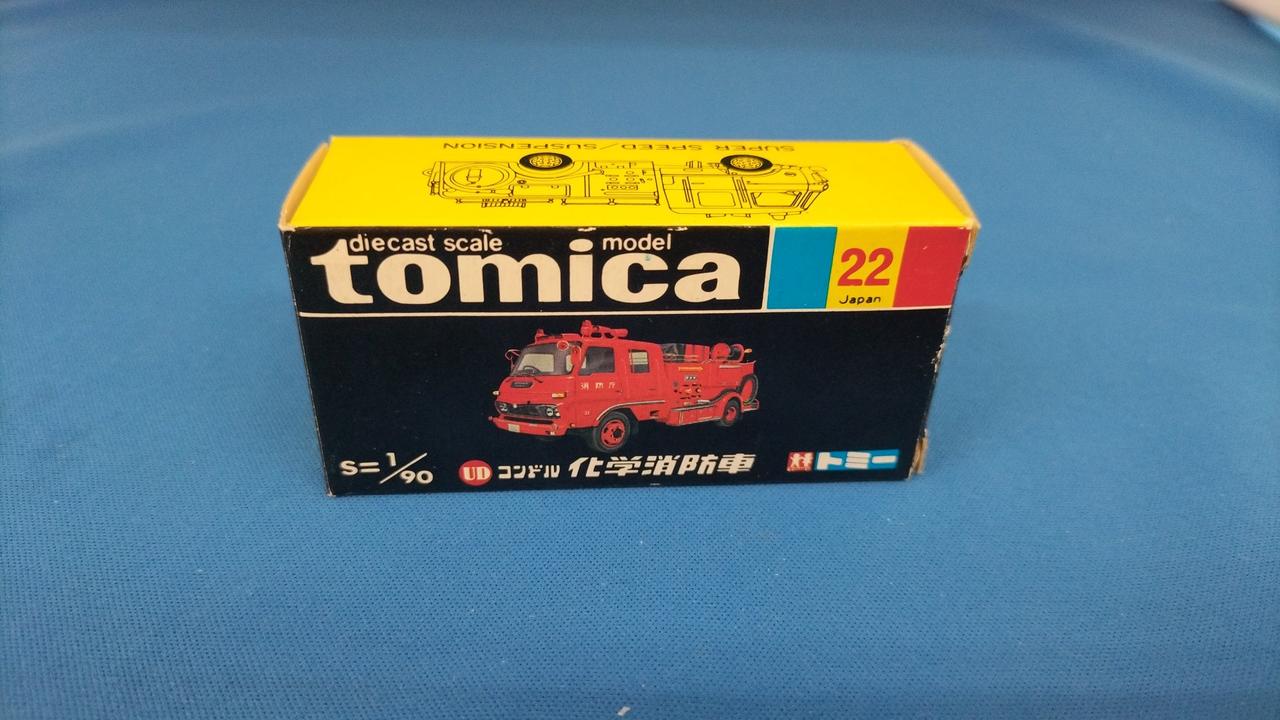 SUPER SPEED/SUSPENSION
diecast scale model
tomica
22
Japan
S=1/90
UD コンドル 化学消防車
トミー